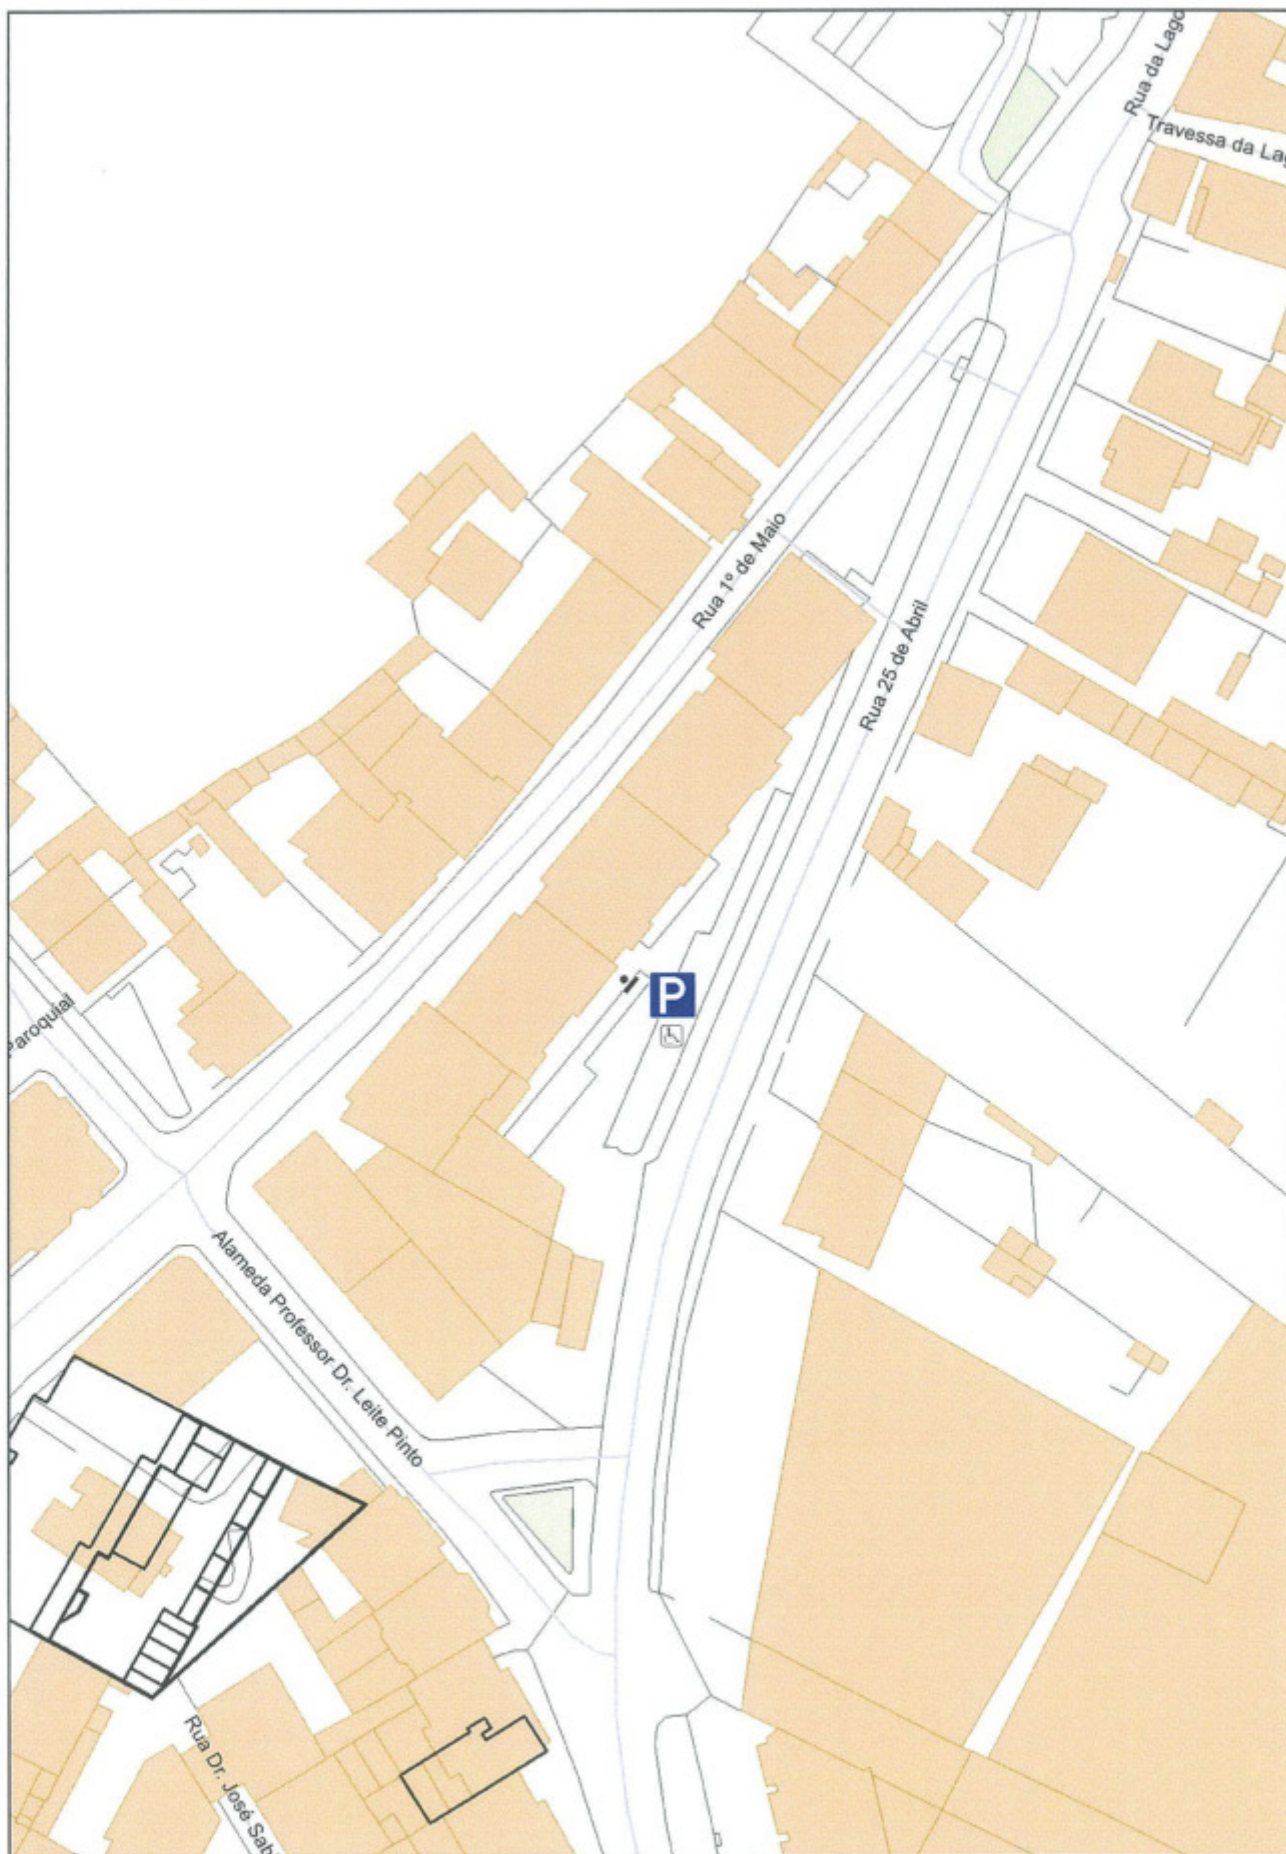 Rua da Lago
Travessa da Lag
Rua 1º de Maio
Rua 25 de Abril
P
Paroquial
Alameda Professor Dr. Leite Pinto
Rua Dr. José Sab